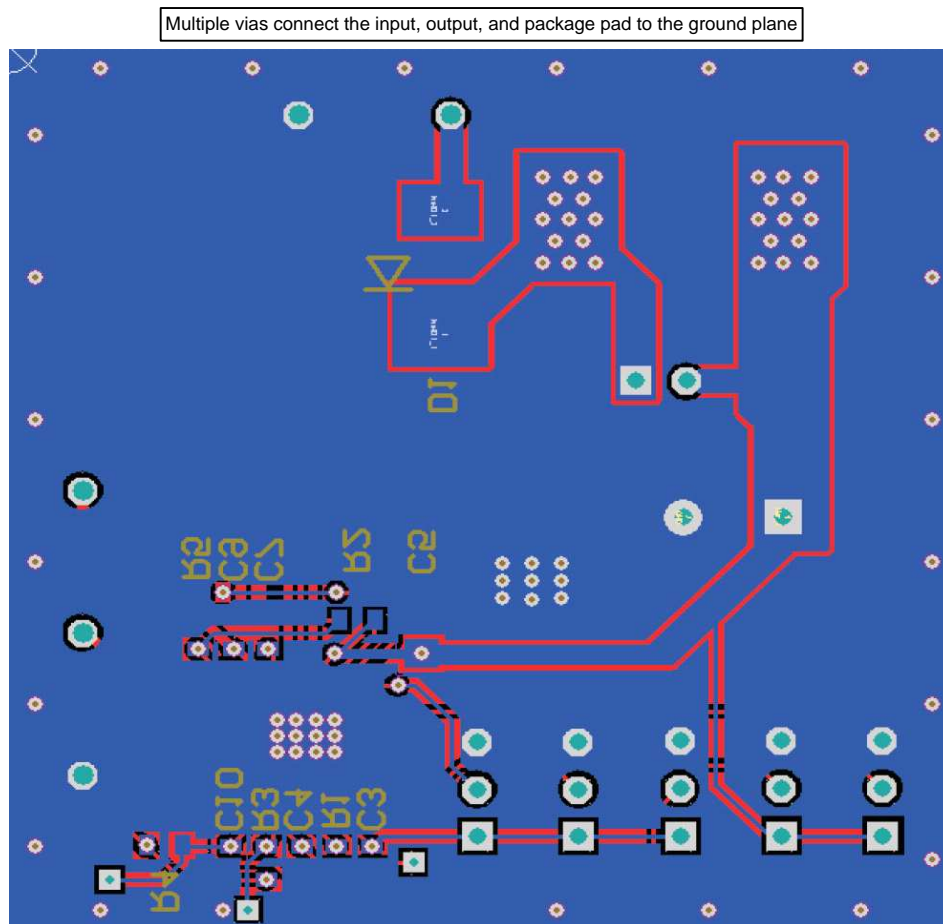 Multiple vias connect the input, output, and package pad to the ground plane
D1
R5
C9
C7
R2
C5
C10
R3
C4
R1
C3
R4